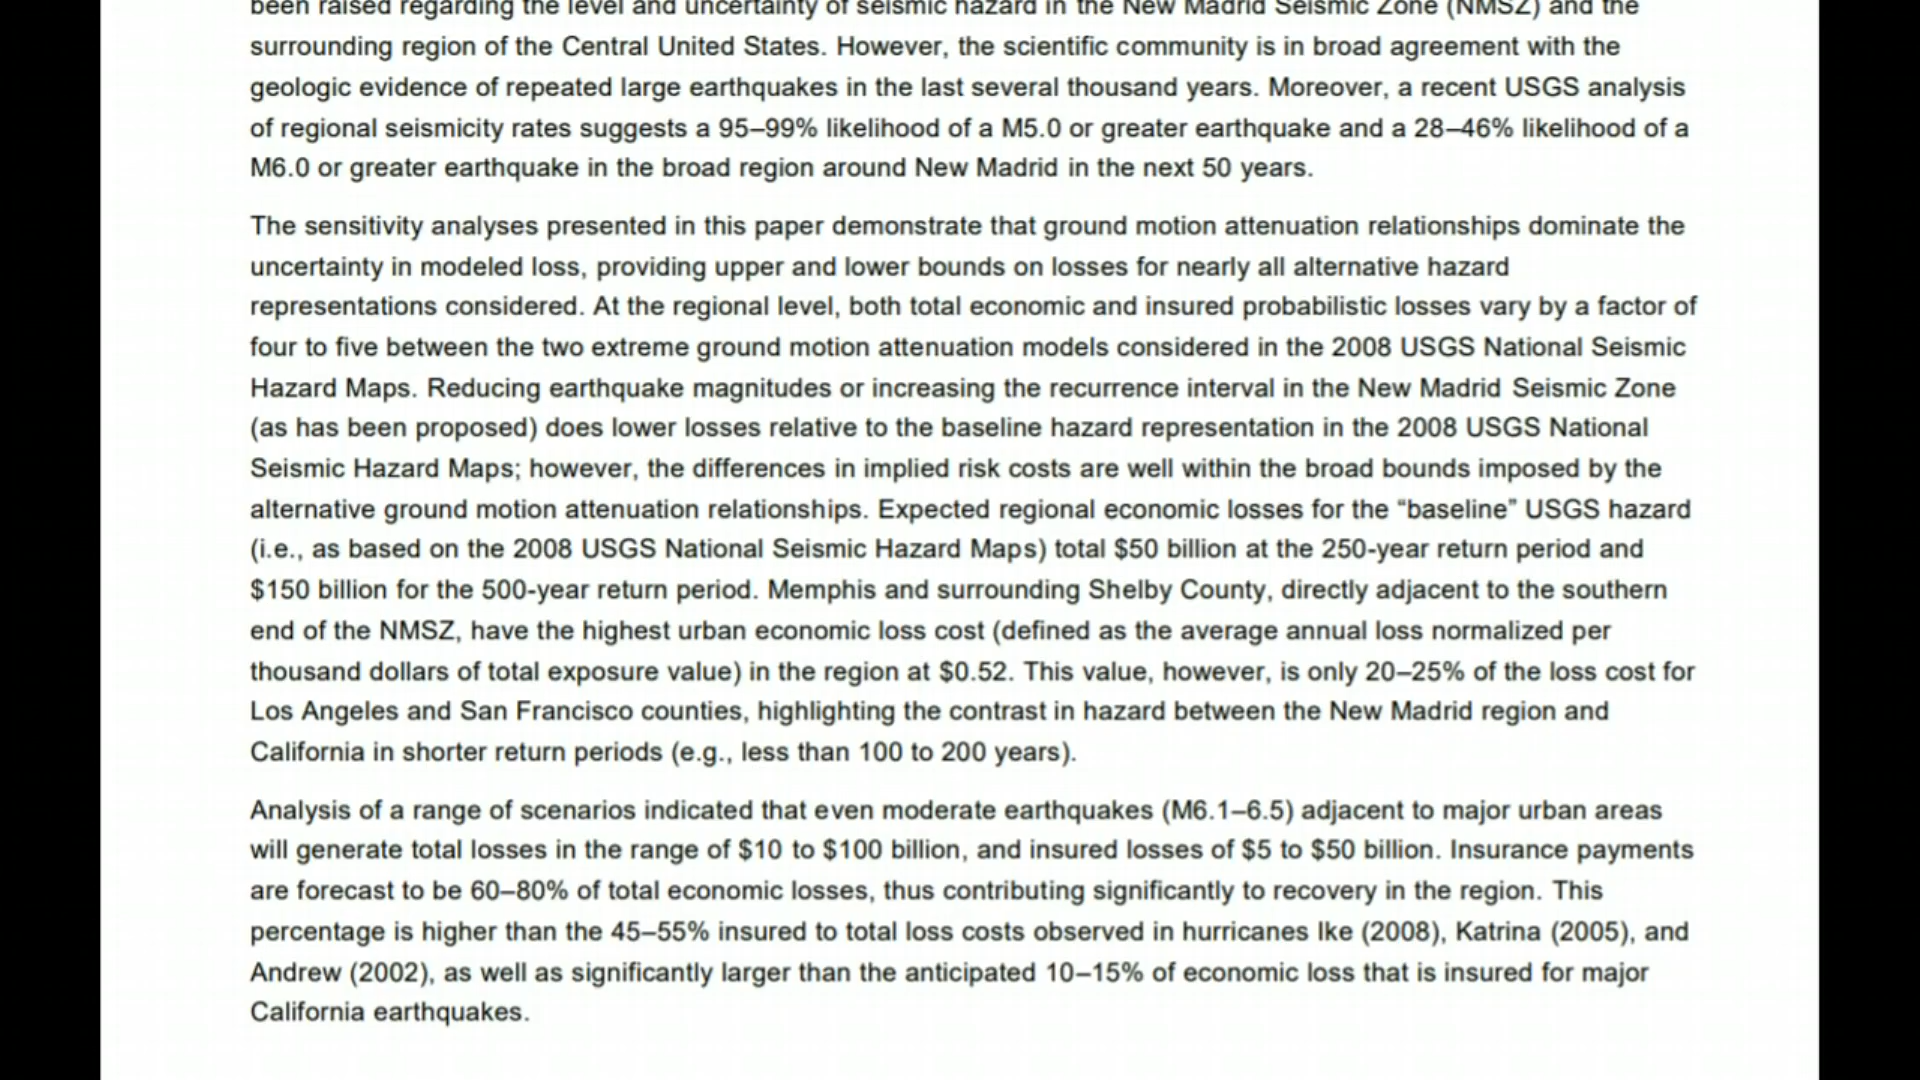 been raised regarding the level and uncertainty of seismic hazard in the New Madrid Seismic Zone (NMSZ) and the
surrounding region of the Central United States. However, the scientific community is in broad agreement with the
geologic evidence of repeated large earthquakes in the last several thousand years. Moreover, a recent USGS analysis
of regional seismicity rates suggests a 95–99% likelihood of a M5.0 or greater earthquake and a 28–46% likelihood of a
M6.0 or greater earthquake in the broad region around New Madrid in the next 50 years.
The sensitivity analyses presented in this paper demonstrate that ground motion attenuation relationships dominate the
uncertainty in modeled loss, providing upper and lower bounds on losses for nearly all alternative hazard
representations considered. At the regional level, both total economic and insured probabilistic losses vary by a factor of
four to five between the two extreme ground motion attenuation models considered in the 2008 USGS National Seismic
Hazard Maps. Reducing earthquake magnitudes or increasing the recurrence interval in the New Madrid Seismic Zone
(as has been proposed) does lower losses relative to the baseline hazard representation in the 2008 USGS National
Seismic Hazard Maps; however, the differences in implied risk costs are well within the broad bounds imposed by the
alternative ground motion attenuation relationships. Expected regional economic losses for the “baseline” USGS hazard
(i.e., as based on the 2008 USGS National Seismic Hazard Maps) total $50 billion at the 250-year return period and
$150 billion for the 500-year return period. Memphis and surrounding Shelby County, directly adjacent to the southern
end of the NMSZ, have the highest urban economic loss cost (defined as the average annual loss normalized per
thousand dollars of total exposure value) in the region at $0.52. This value, however, is only 20–25% of the loss cost for
Los Angeles and San Francisco counties, highlighting the contrast in hazard between the New Madrid region and
California in shorter return periods (e.g., less than 100 to 200 years).
Analysis of a range of scenarios indicated that even moderate earthquakes (M6.1–6.5) adjacent to major urban areas
will generate total losses in the range of $10 to $100 billion, and insured losses of $5 to $50 billion. Insurance payments
are forecast to be 60–80% of total economic losses, thus contributing significantly to recovery in the region. This
percentage is higher than the 45–55% insured to total loss costs observed in hurricanes Ike (2008), Katrina (2005), and
Andrew (2002), as well as significantly larger than the anticipated 10–15% of economic loss that is insured for major
California earthquakes.